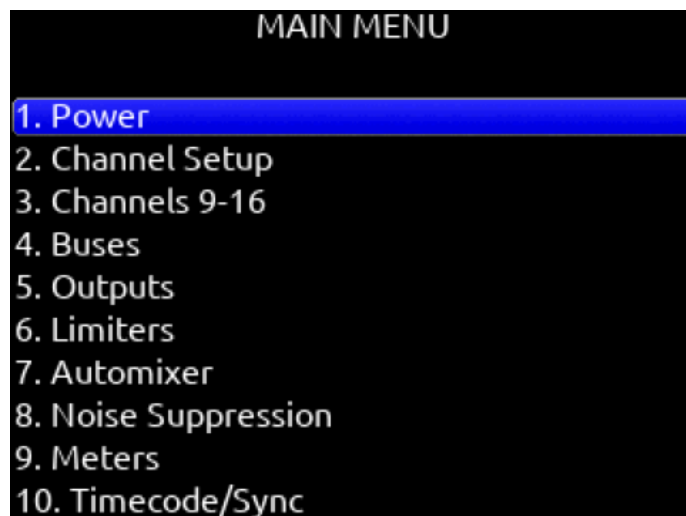 MAIN MENU
1. Power
2. Channel Setup
3. Channels 9-16
4. Buses
5. Outputs
6. Limiters
7. Automixer
8. Noise Suppression
9. Meters
10. Timecode/Sync